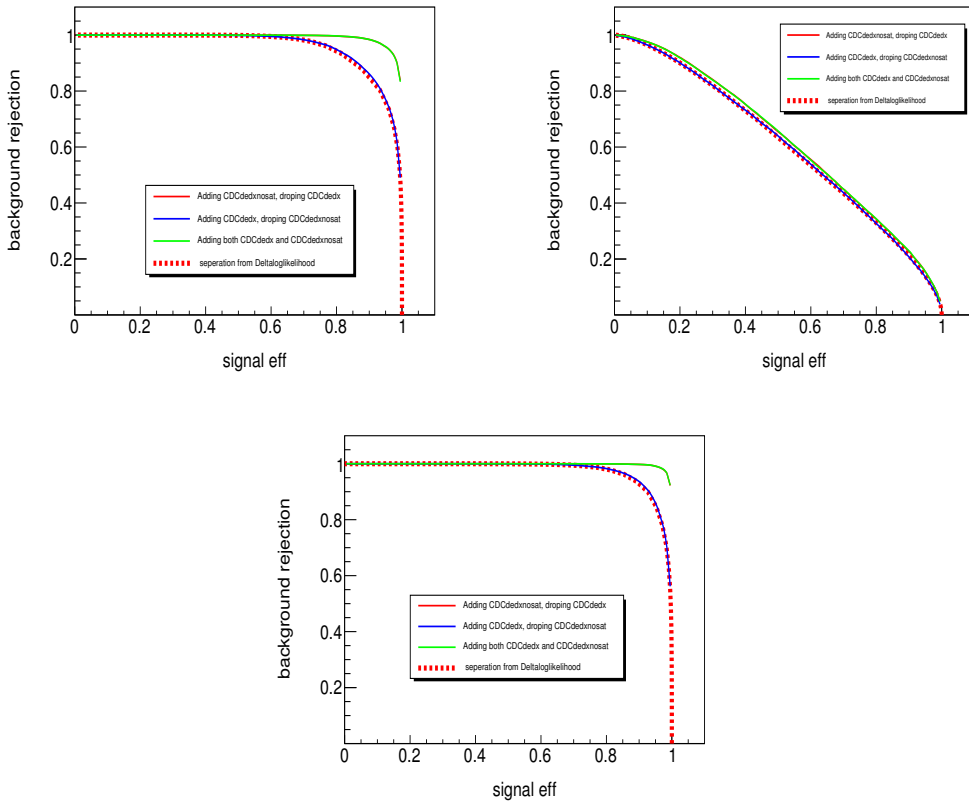 1
0.8
0.6
0.4
0.2
0
0.2
0.4
0.6
0.8
1
background rejection
signal eff
Adding CDCdedxnosat, droping CDCdedx
Adding CDCdedx, droping CDCdedxnosat
Adding both CDCdedx and CDCdedxnosat
seperation from Deltaloglikelihood
1
0.8
0.6
0.4
0.2
0
0.2
0.4
0.6
0.8
1
background rejection
signal eff
Adding CDCdedxnosat, droping CDCdedx
Adding CDCdedx, droping CDCdedxnosat
Adding both CDCdedx and CDCdedxnosat
seperation from Deltaloglikelihood
1
0.8
0.6
0.4
0.2
0
0.2
0.4
0.6
0.8
1
background rejection
signal eff
Adding CDCdedxnosat, droping CDCdedx
Adding CDCdedx, droping CDCdedxnosat
Adding both CDCdedx and CDCdedxnosat
seperation from Deltaloglikelihood